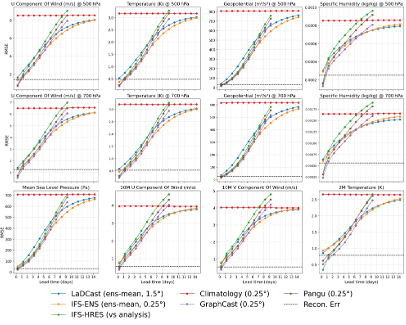 U Component Of Wind (m/s) @ 500 hPa
Temperature (K) @ 500 hPa
Geopotential (m²/s²) @ 500 hPa
Specific Humidity (kg/kg) @ 500 hPa
RMSE
U Component Of Wind (m/s) @ 700 hPa
Temperature (K) @ 700 hPa
Geopotential (m²/s²) @ 700 hPa
Specific Humidity (kg/kg) @ 700 hPa
RMSE
Mean Sea Level Pressure (Pa)
10M U Component Of Wind (m/s)
10M V Component Of Wind (m/s)
2M Temperature (K)
RMSE
Lead time (days)
Lead time (days)
Lead time (days)
Lead time (days)
LaDCast (ens-mean, 1.5°)
Climatology (0.25°)
Pangu (0.25°)
IFS-ENS (ens-mean, 0.25°)
GraphCast (0.25°)
Recon. Err
IFS-HRES (vs analysis)